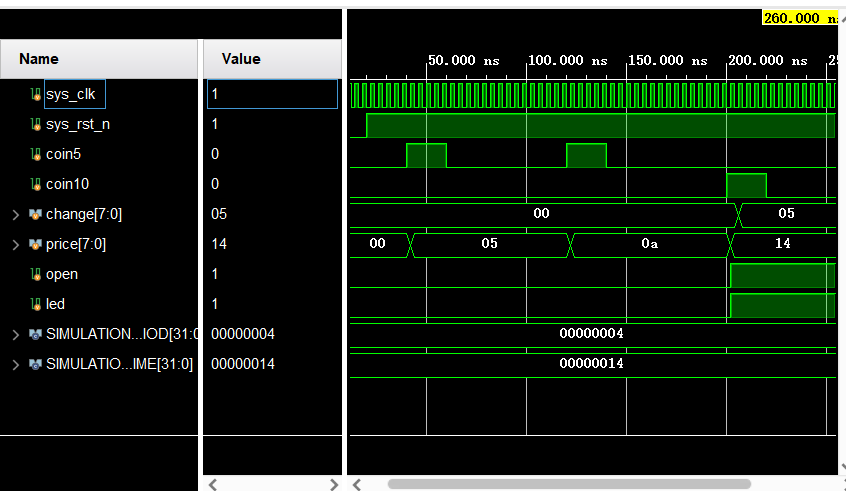 260.000 n
Name Value
50.000 ns 100.000 ns 150.000 ns 200.000 ns
sys_clk 1
sys_rst_n 1
coin5 0
coin10 0
change[7:0] 05 00 05
price[7:0] 14 00 05 0a 14
open 1
led 1
SIMULATION...IOD[31:0 00000004 00000004
SIMULATIO...IME[31:0] 00000014 00000014